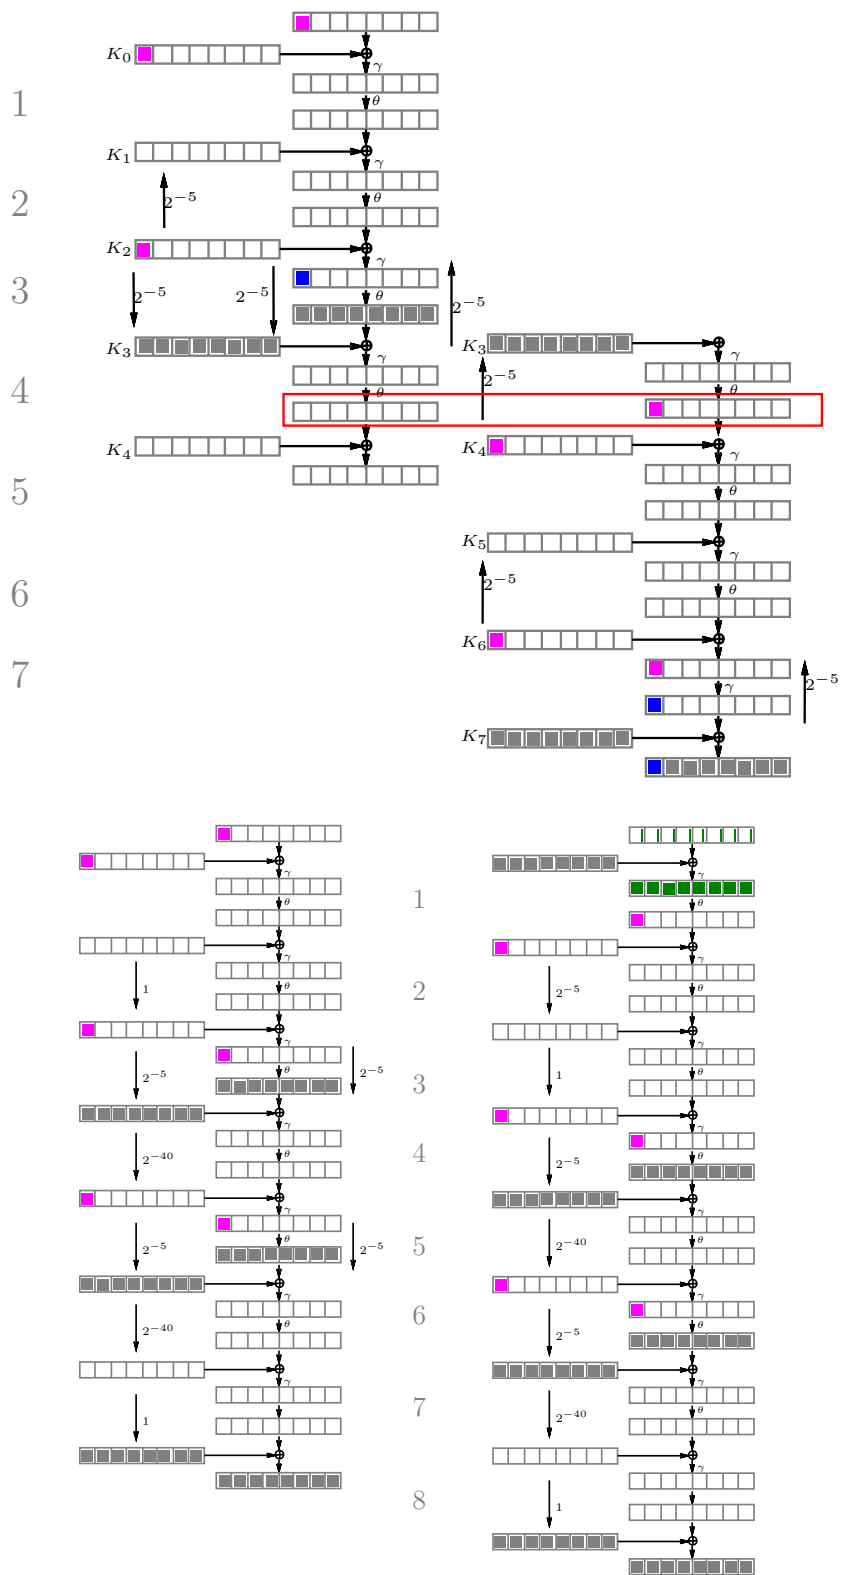 K₀
γ
1
θ
K₁
γ
2⁻⁵
2
θ
K₂
γ
3
2⁻⁵
2⁻⁵
θ
2⁻⁵
K₃
K₃
γ
γ
4
2⁻⁵
θ
θ
K₄
K₄
γ
5
θ
K₅
γ
6
2⁻⁵
θ
K₆
7
γ
2⁻⁵
K₇
γ
θ
γ
1
θ
γ
γ
1
2⁻⁵
2
θ
θ
γ
γ
2⁻⁵
θ
2⁻⁵
1
3
γ
γ
2⁻⁴⁰
4
2⁻⁵
θ
γ
γ
2⁻⁵
θ
2⁻⁵
2⁻⁴⁰
5
γ
γ
2⁻⁴⁰
θ
2⁻⁵
6
θ
γ
γ
1
2⁻⁴⁰
7
θ
γ
1
8